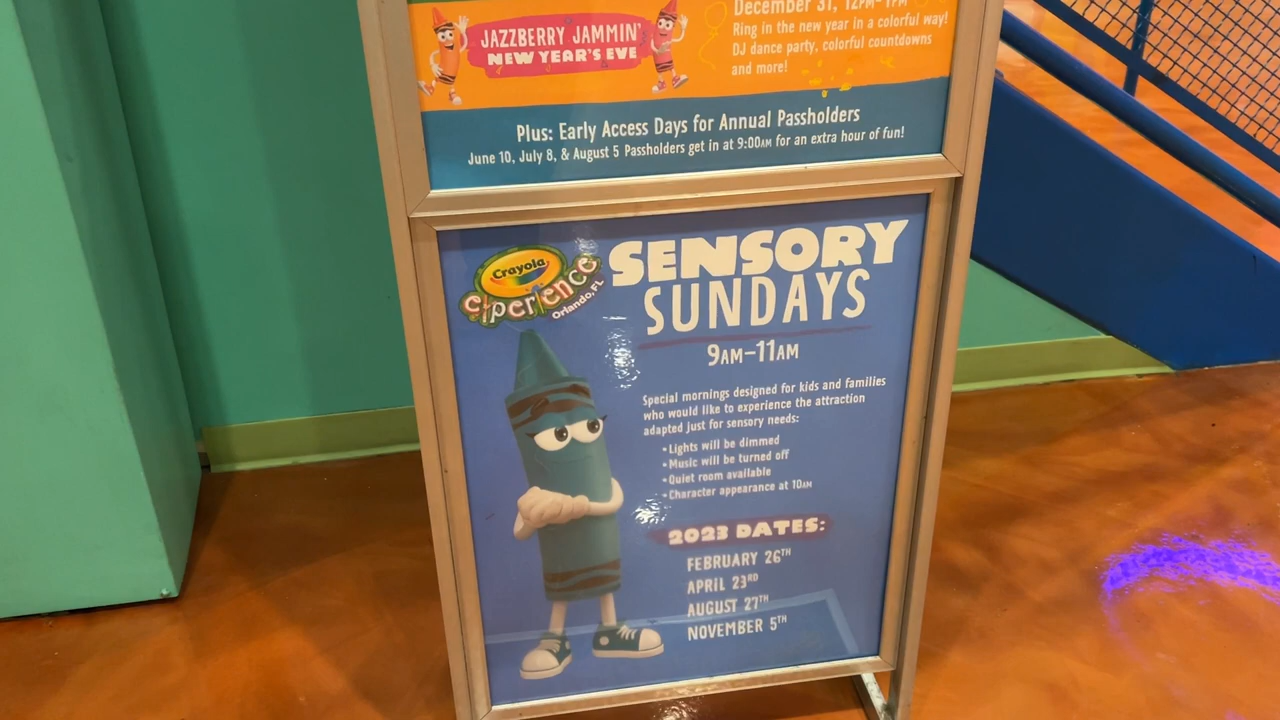 December 31, 12PM-1PM
JAZZBERRY JAMMIN'
NEW YEAR'S EVE
Ring in the new year in a colorful way!
DJ dance party, colorful countdowns
and more!
Plus: Early Access Days for Annual Passholders
June 10, July 8, & August 5 Passholders get in at 9:00AM for an extra hour of fun!
Crayola
experience
Orlando, FL
SENSORY
SUNDAYS
9AM-11AM
Special mornings designed for kids and families
who would like to experience the attraction
adapted just for sensory needs:
• Lights will be dimmed
• Music will be turned off
• Quiet room available
• Character appearance at 10AM
2023 DATES:
FEBRUARY 26TH
APRIL 23RD
AUGUST 27TH
NOVEMBER 5TH